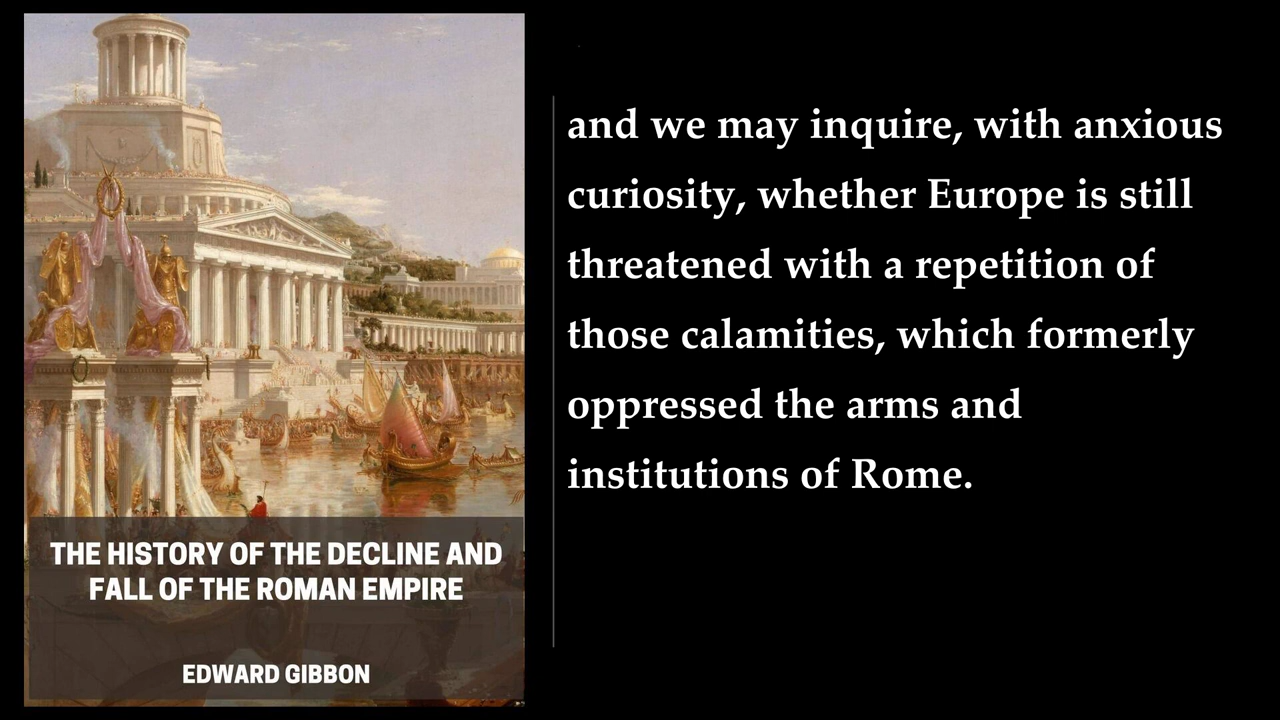 THE HISTORY OF THE DECLINE AND
FALL OF THE ROMAN EMPIRE
EDWARD GIBBON
and we may inquire, with anxious
curiosity, whether Europe is still
threatened with a repetition of
those calamities, which formerly
oppressed the arms and
institutions of Rome.